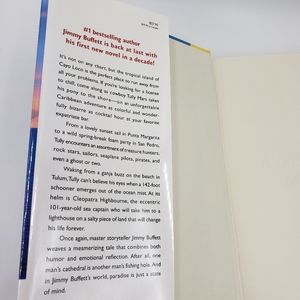 #1 bestselling author
Jimmy Buffett is back at last with
his first new novel in a decade!
It's not on any chart, but the tropical island of
Cayo Loco is the perfect place to run away from
all your problems. If you're looking for a legend
to chill, come along as cowboy Tully Mars takes
his pony to the shore—on an unforgettable
Caribbean adventure as colorful and wonder-
fully bizarre as cocktail hour at your favorite
expatriate bar.
From a lovely sunset sail in Punta Margarita
to a wild spring-break foam party in San Pedro,
Tully encounters an assortment of treasure hunters,
rock stars, sailors, seaplane pilots, pirates, and
even a ghost or two.
Waking from a ganja buzz on the beach in
Tulum, Tully can't believe his eyes when a 142-foot
schooner emerges out of the ocean mist. At its
helm is Cleopatra Highbourne, the eccentric
101-year-old sea captain who will take him to a
lighthouse on a salty piece of land that will change
his life forever.
Once again, master storyteller Jimmy Buffett
weaves a mesmerizing tale that combines both
humor and emotional reflection. After all, one
man's cathedral is another man's fishing hole. And
in Jimmy Buffett's world, paradise is just a state
of mind.